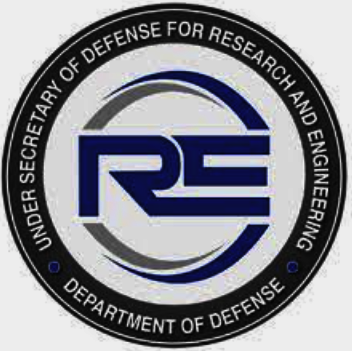 UNDER SECRETARY OF DEFENSE FOR RESEARCH AND ENGINEERING
RE
DEPARTMENT OF DEFENSE